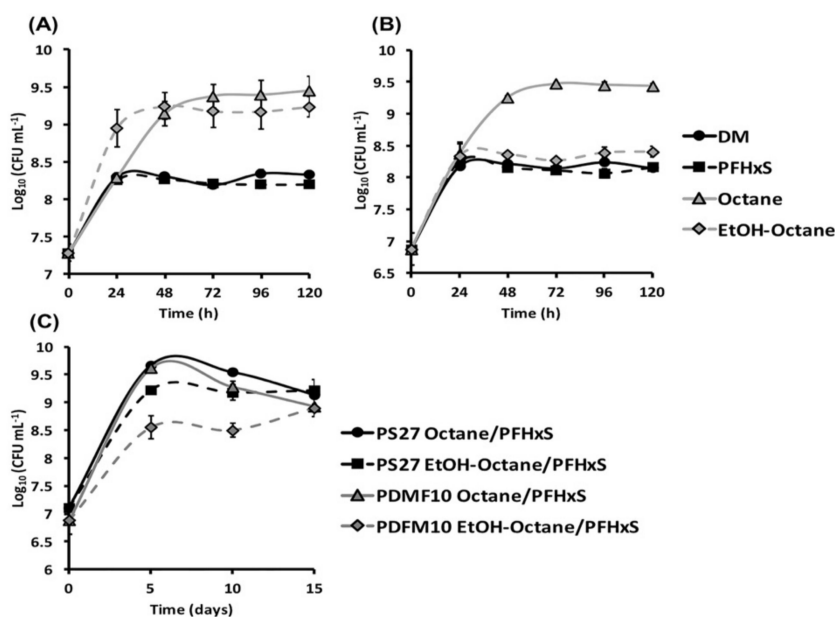 (A)
Log₁₀ (CFU mL⁻¹)
10
9.5
9
8.5
8
7.5
7
0 24 48 72 96 120
Time (h)
(B)
Log₁₀ (CFU mL⁻¹)
10
9.5
9
8.5
8
7.5
7
6.5
0 24 48 72 96 120
Time (h)
DM
PFHxS
Octane
EtOH-Octane
(C)
Log₁₀ (CFU mL⁻¹)
10
9.5
9
8.5
8
7.5
7
6.5
6
0 5 10 15
Time (days)
PS27 Octane/PFHxS
PS27 EtOH-Octane/PFHxS
PDMF10 Octane/PFHxS
PDFM10 EtOH-Octane/PFHxS